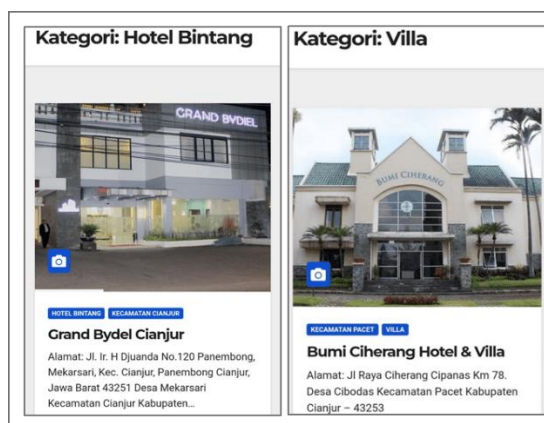 Kategori: Hotel Bintang
GRAND BYDIEL
HOTEL BINTANG KECAMATAN CIANJUR
Grand Bydel Cianjur
Alamat: Jl. Ir. H Djuanda No.120 Panembong,
Mekarsari, Kec. Cianjur, Panembong Cianjur,
Jawa Barat 43251 Desa Mekarsari
Kecamatan Cianjur Kabupaten...
Kategori: Villa
BUMI CIHERANG
KECAMATAN PACET VILLA
Bumi Ciherang Hotel & Villa
Alamat: Jl Raya Ciherang Cipanas Km 78.
Desa Cibodas Kecamatan Pacet Kabupaten
Cianjur – 43253